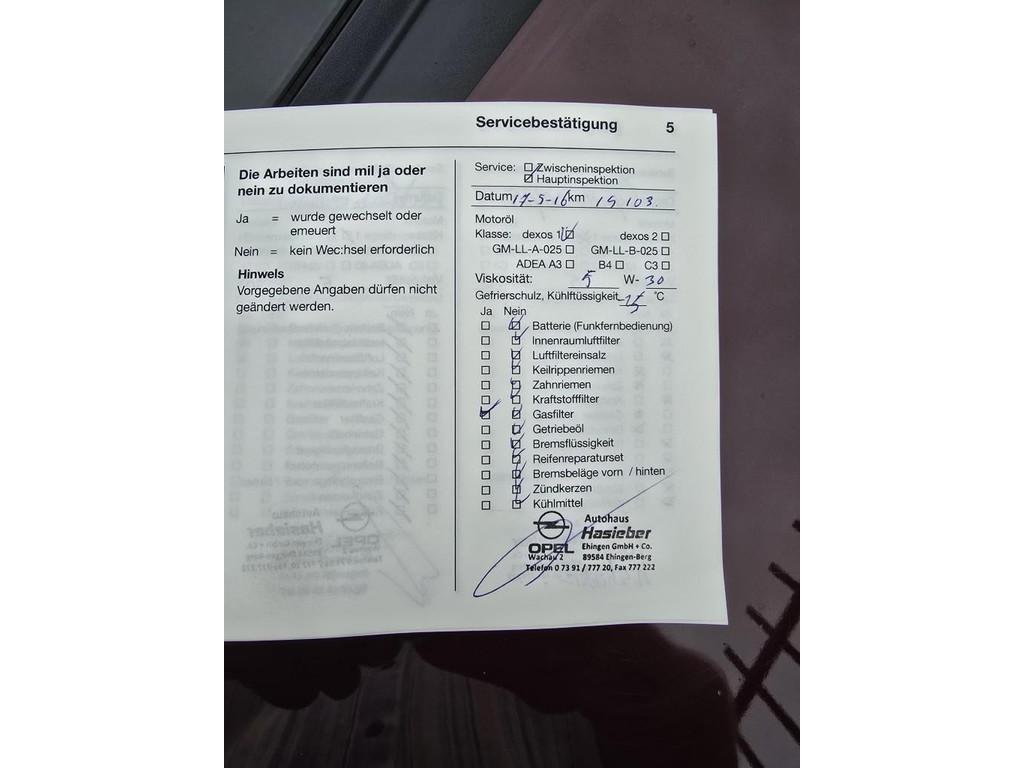 Servicebestätigung 5
Die Arbeiten sind mil ja oder
nein zu dokumentieren
Ja = wurde gewechselt oder
emeuert
Nein = kein Wechsel erforderlich
Hinweis
Vorgegebene Angaben dürfen nicht
geändert werden.
Service: Zwischeninspektion
Hauptinspektion
Datum 17-5-16 km 15 103.
Motoröl
Klasse: dexos 1 dexos 2
GM-LL-A-025 GM-LL-B-025
ADEA A3 B4 C3
Viskosität: 5 W- 30
Gefrierschulz, Kühlftüssigkeit °C
Ja Nein
Batterie (Funkfernbedienung)
Innenraumluftfilter
Luftfiltereinsalz
Keilrippenriemen
Zahnriemen
Kraftstofffilter
Gasfilter
Getriebeöl
Bremsflüssigkeit
Reifenreparaturset
Bremsbeläge vorn / hinten
Zündkerzen
Kühlmittel
Autohaus
Hasieber
OPEL Ehingen GmbH + Co.
Wachau 2 89584 Ehingen-Berg
Telefon 0 73 91 / 777 20, Fax 777 222